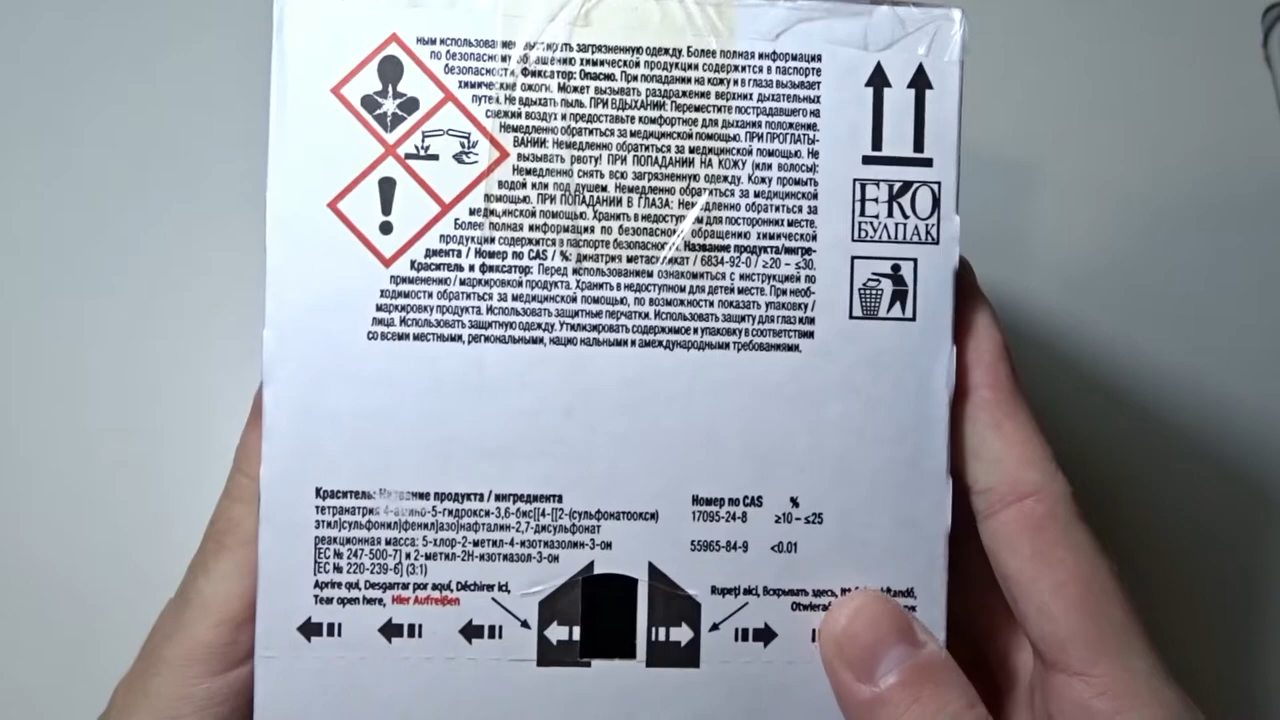 ным использованием выстирать загрязненную одежду. Более полная информация
по безопасному обращению химической продукции содержится в паспорте
безопасности. Фиксатор: Опасно. При попадании на кожу и в глаза вызывает
химические ожоги. Может вызывать раздражение верхних дыхательных
путей. Не вдыхать пыль. ПРИ ВДЫХАНИИ: Переместите пострадавшего на
свежий воздух и предоставьте комфортное для дыхания положение.
Немедленно обратиться за медицинской помощью. ПРИ ПРОГЛАТЫ-
ВАНИИ: Немедленно обратиться за медицинской помощью. Не
вызывать рвоту! ПРИ ПОПАДАНИИ НА КОЖУ (или волосы):
Немедленно снять всю загрязненную одежду. Кожу промыть
водой или под душем. Немедленно обратиться за медицинской
помощью. ПРИ ПОПАДАНИИ В ГЛАЗА: Немедленно обратиться за
медицинской помощью. Хранить в недоступном для посторонних месте.
Более полная информация по безопасному обращению химической
продукции содержится в паспорте безопасности. Название продукта/ингре-
диента / Номер по CAS / %: динатрия метасиликат / 6834-92-0 / ≥20 – ≤30.
Краситель и фиксатор: Перед использованием ознакомиться с инструкцией по
применению / маркировкой продукта. Хранить в недоступном для детей месте. При необ-
ходимости обратиться за медицинской помощью, по возможности показать упаковку /
маркировку продукта. Использовать защитные перчатки. Использовать защиту для глаз или
лица. Использовать защитную одежду. Утилизировать содержимое и упаковку в соответствии
со всеми местными, региональными, нацио нальными и амеждународными требованиями.
ЕКО
БУЛПАК
Краситель: Название продукта / ингредиента
Номер по CAS %
тетранатрия 4-амино-5-гидрокси-3,6-бис[[4-[[2-(сульфонатоокси)
17095-24-8 ≥10 – ≤25
этил]сульфонил]фенил]азо]нафталин-2,7-дисульфонат
реакционная масса: 5-хлор-2-метил-4-изотиазолин-3-он
55965-84-9 <0.01
[ЕС № 247-500-7] и 2-метил-2Н-изотиазол-3-он
[ЕС № 220-239-6] (3:1)
Aprire qui, Desgarrar por aquí, Déchirer ici,
Tear open here, Hier Aufreißen
Rupeţi aici, Вскрывать здесь,